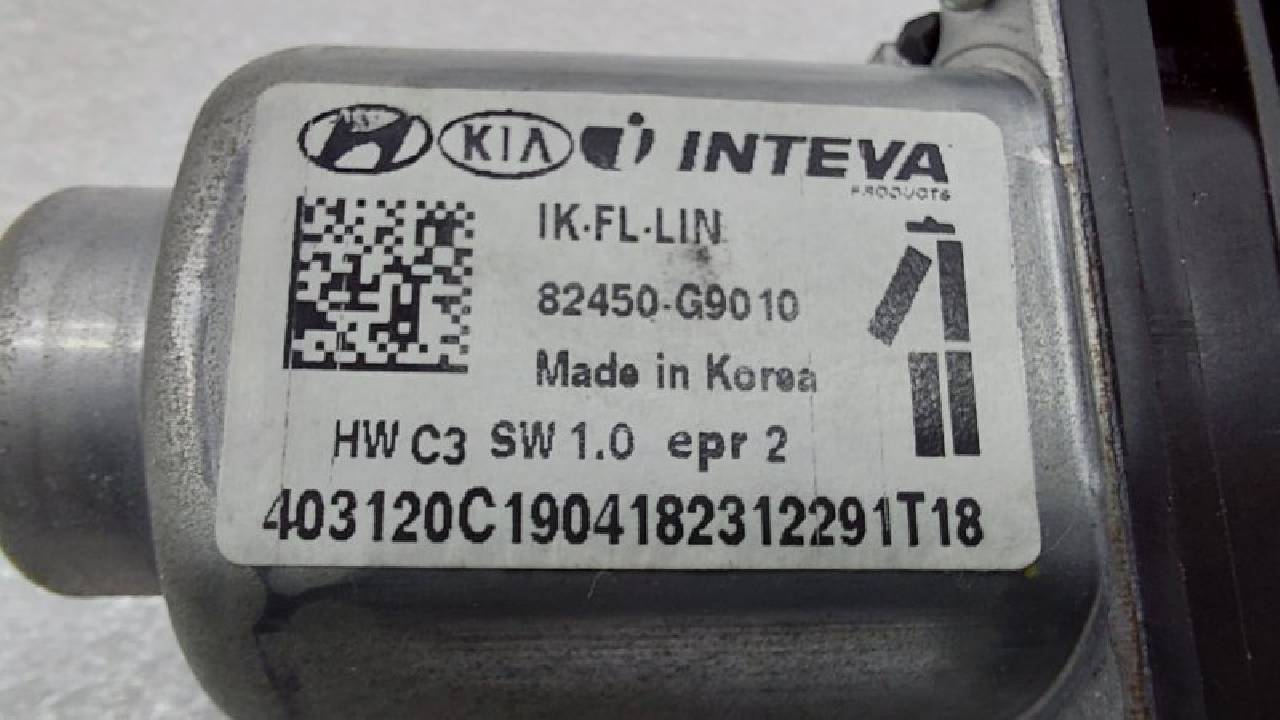 KIA INTEVA
PRODUCTS
IK·FL·LIN
82450-G9010
Made in Korea
HW C3 SW 1.0 epr 2
403120C1904182312291T18